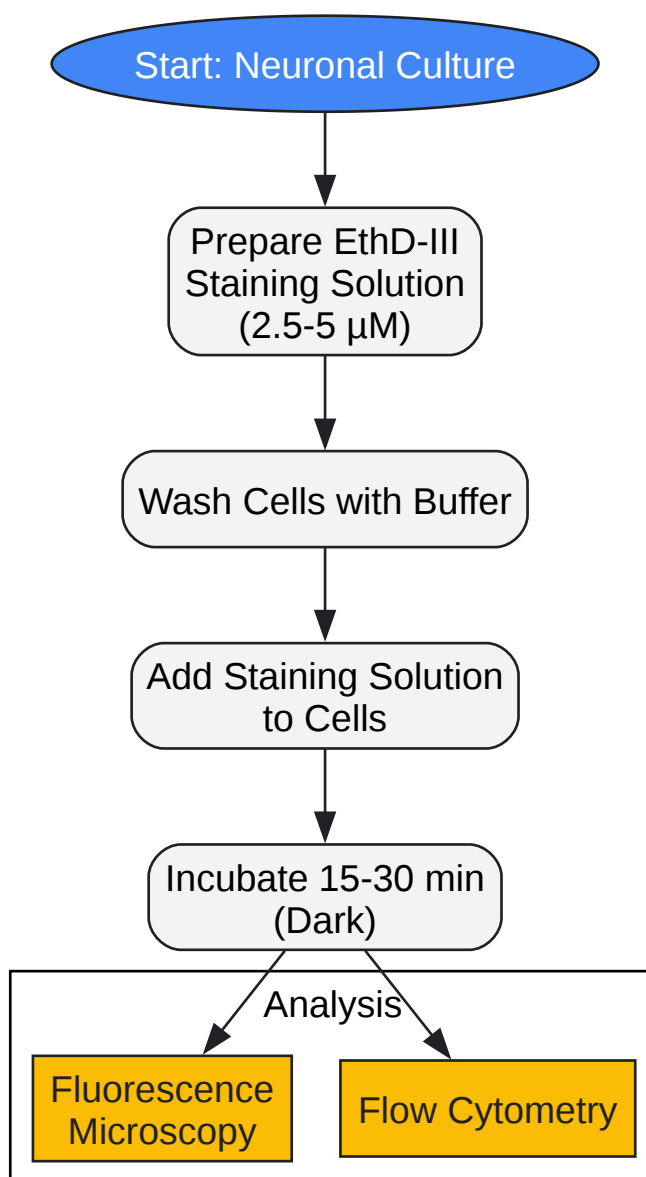 Start: Neuronal Culture
Prepare EthD-III
Staining Solution
(2.5-5 µM)
Wash Cells with Buffer
Add Staining Solution
to Cells
Incubate 15-30 min
(Dark)
Analysis
Fluorescence
Microscopy
Flow Cytometry